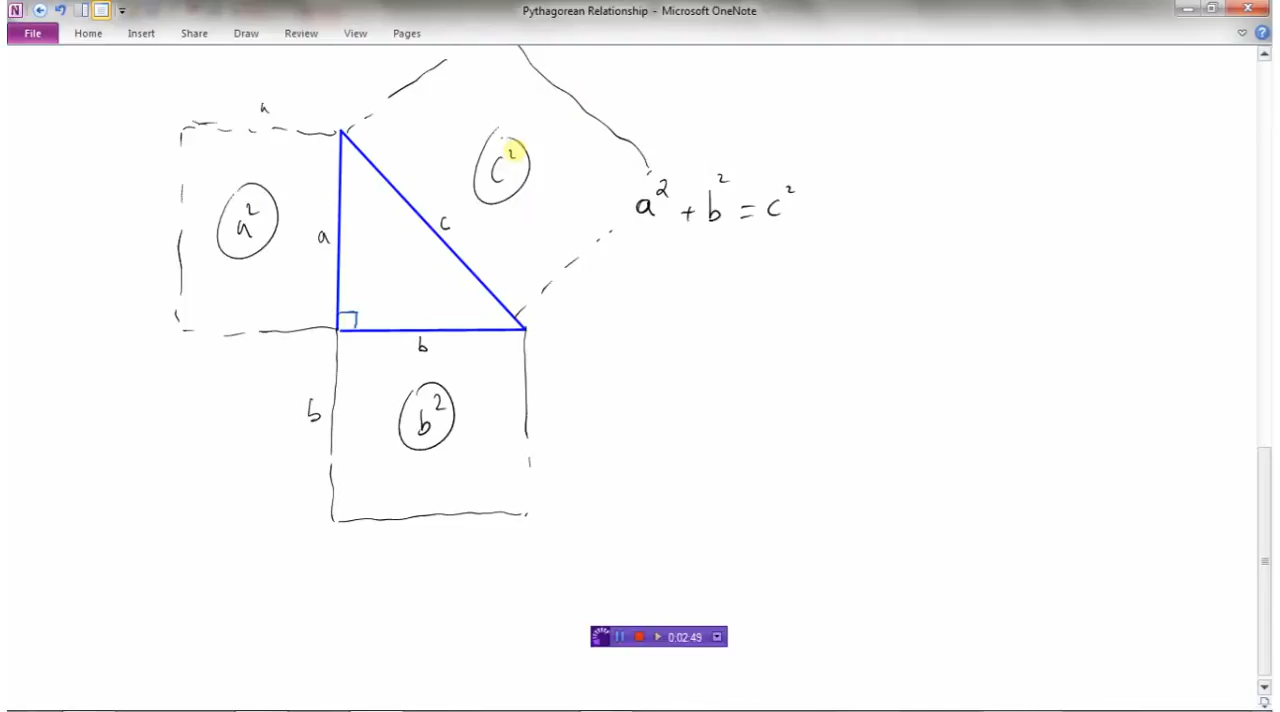 Pythagorean Relationship - Microsoft OneNote
File Home Insert Share Draw Review View Pages
a
c²
a² + b² = c²
a²
a
c
b
b
b²
0:02:49